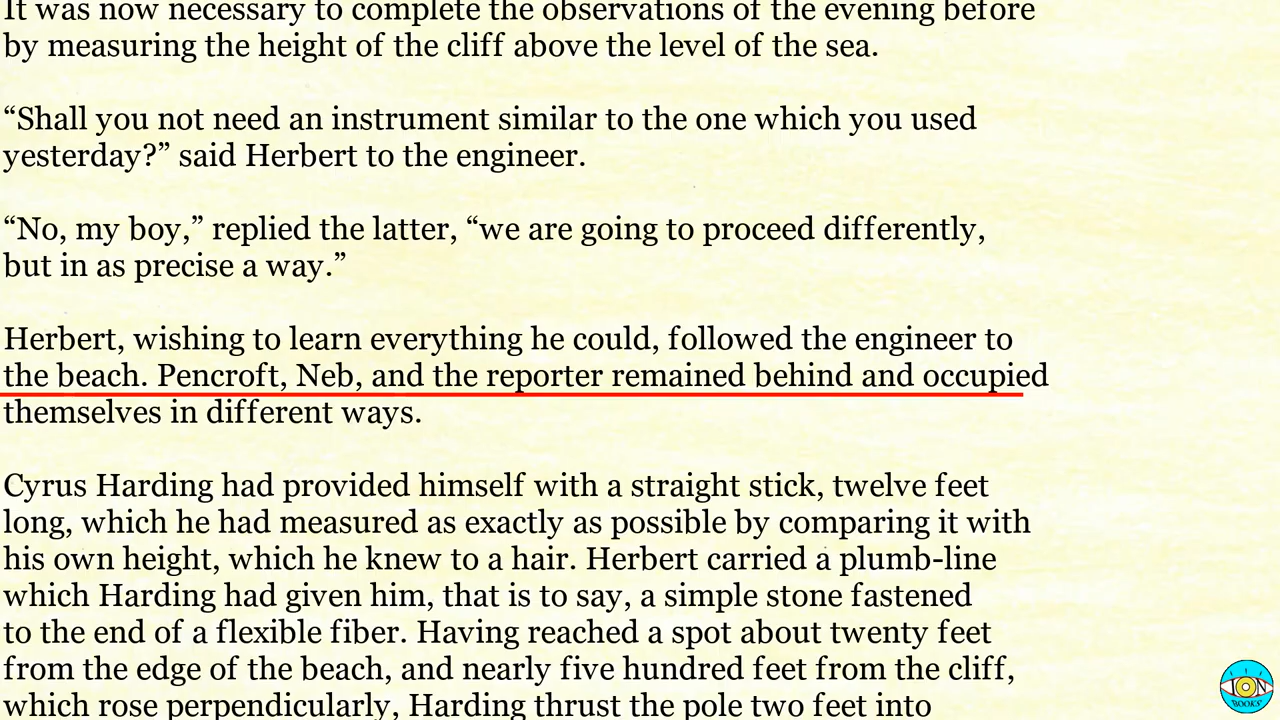 It was now necessary to complete the observations of the evening before
by measuring the height of the cliff above the level of the sea.
“Shall you not need an instrument similar to the one which you used
yesterday?” said Herbert to the engineer.
“No, my boy,” replied the latter, “we are going to proceed differently,
but in as precise a way.”
Herbert, wishing to learn everything he could, followed the engineer to
the beach. Pencroft, Neb, and the reporter remained behind and occupied
themselves in different ways.
Cyrus Harding had provided himself with a straight stick, twelve feet
long, which he had measured as exactly as possible by comparing it with
his own height, which he knew to a hair. Herbert carried a plumb-line
which Harding had given him, that is to say, a simple stone fastened
to the end of a flexible fiber. Having reached a spot about twenty feet
from the edge of the beach, and nearly five hundred feet from the cliff,
which rose perpendicularly, Harding thrust the pole two feet into
ION
BOOKS